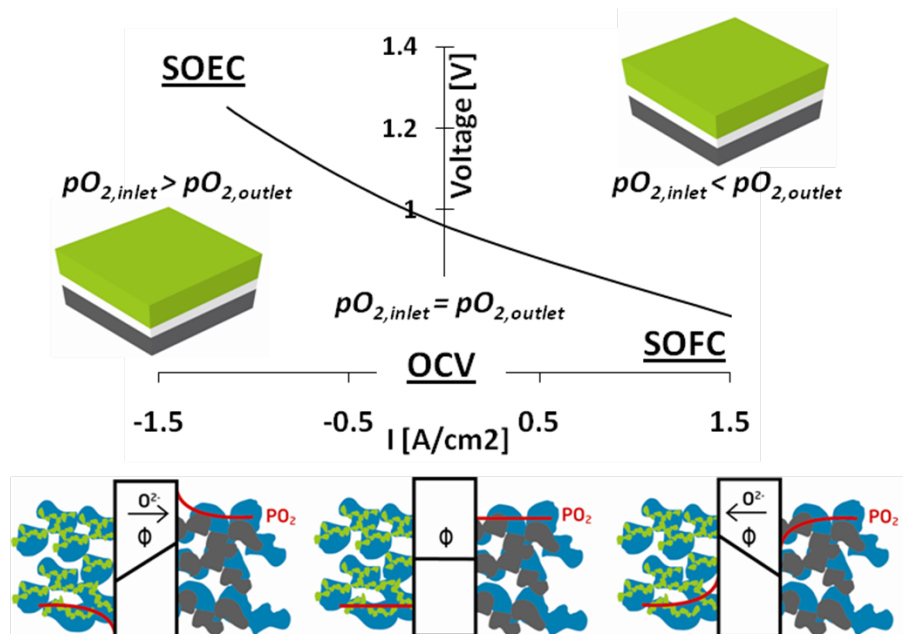 SOEC
1.4
1.2
1
Voltage [V]
pO2,inlet > pO2,outlet
pO2,inlet < pO2,outlet
pO2,inlet = pO2,outlet
SOFC
OCV
-1.5
-0.5
0.5
1.5
I [A/cm2]
O2-
Φ
PO2
Φ
PO2
O2-
Φ
PO2